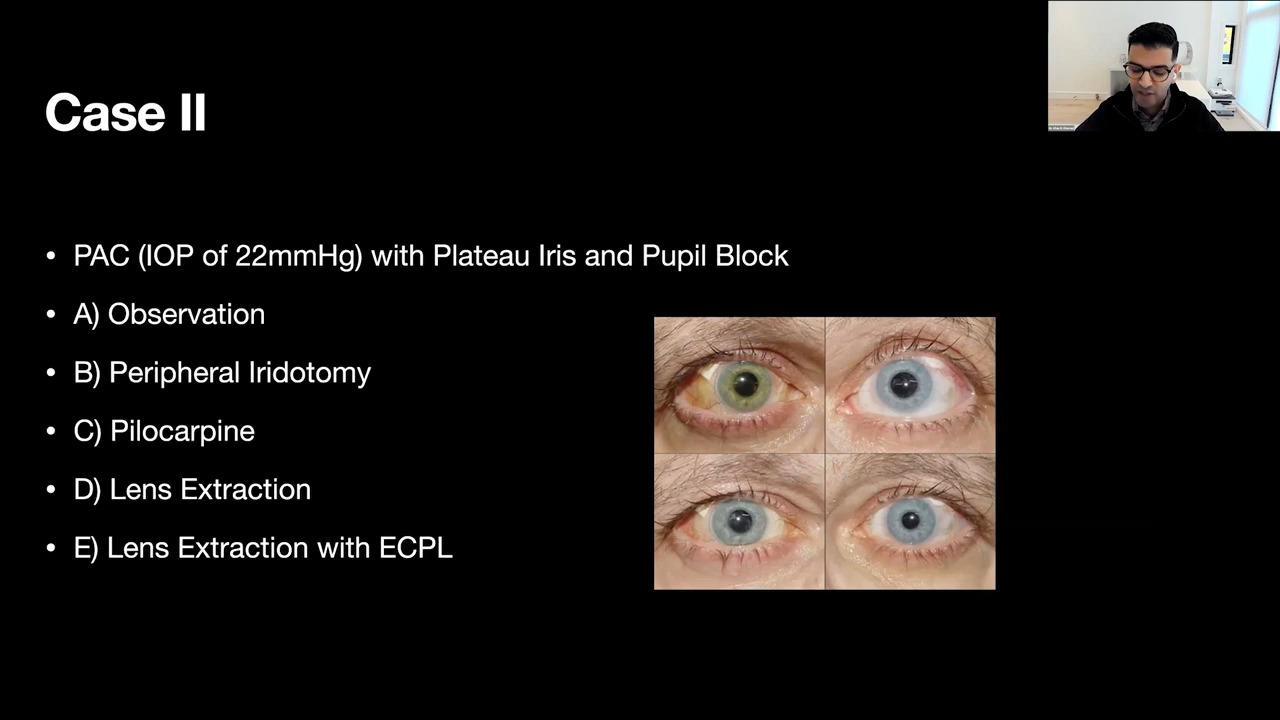 Case II
• PAC (IOP of 22mmHg) with Plateau Iris and Pupil Block
• A) Observation
• B) Peripheral Iridotomy
• C) Pilocarpine
• D) Lens Extraction
• E) Lens Extraction with ECPL